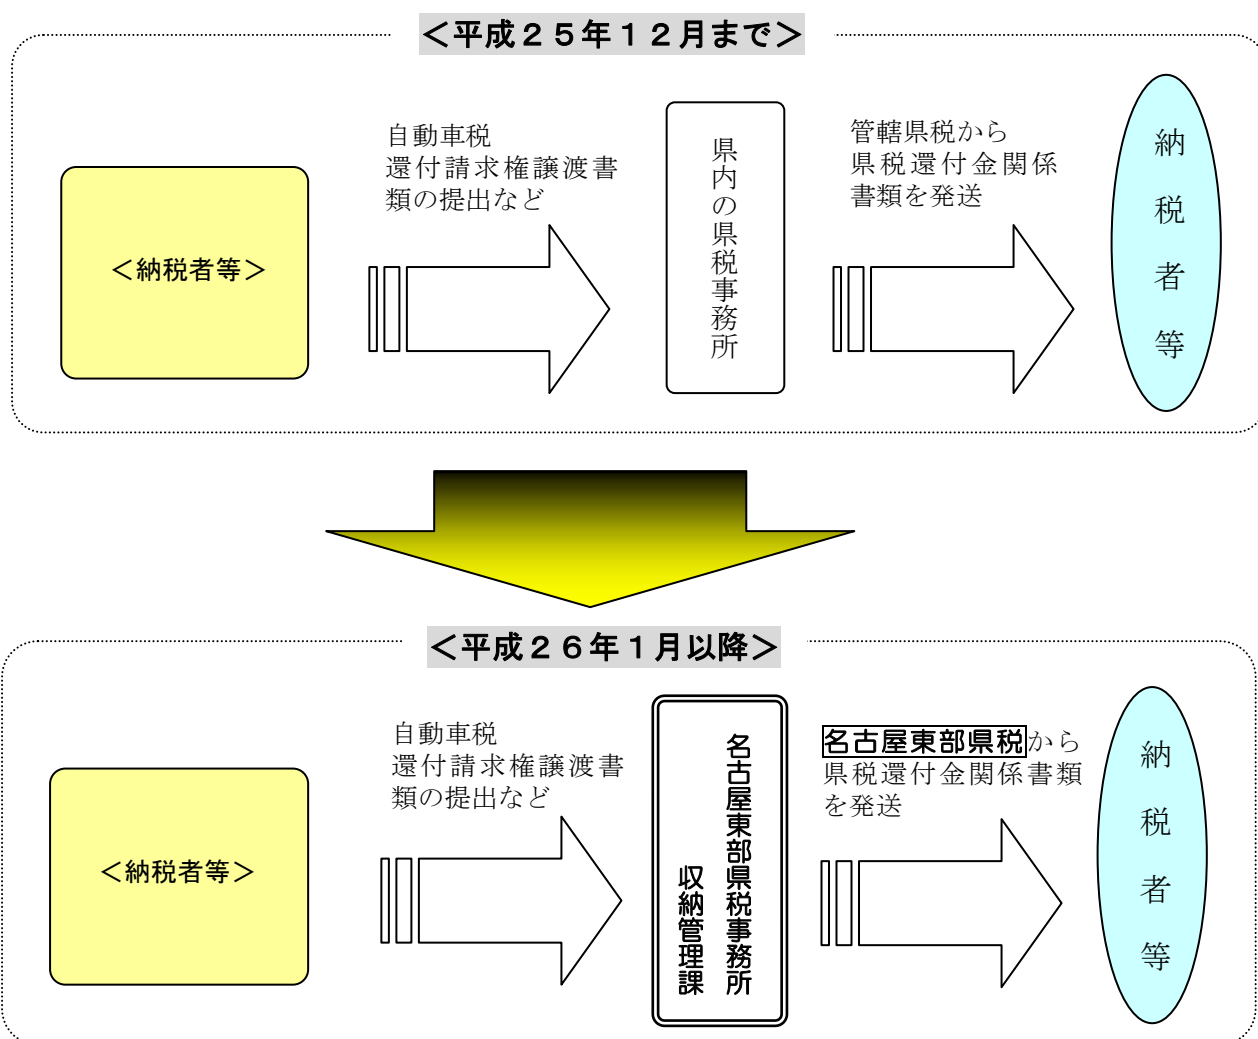 ＜平成２５年１２月まで＞
＜納税者等＞
自動車税
還付請求権譲渡書
類の提出など
県内の県税事務所
管轄県税から
県税還付金関係
書類を発送
納税者等
＜平成２６年１月以降＞
＜納税者等＞
自動車税
還付請求権譲渡書
類の提出など
名古屋東部県税事務所
収納管理課
名古屋東部県税から
県税還付金関係書類
を発送
納税者等